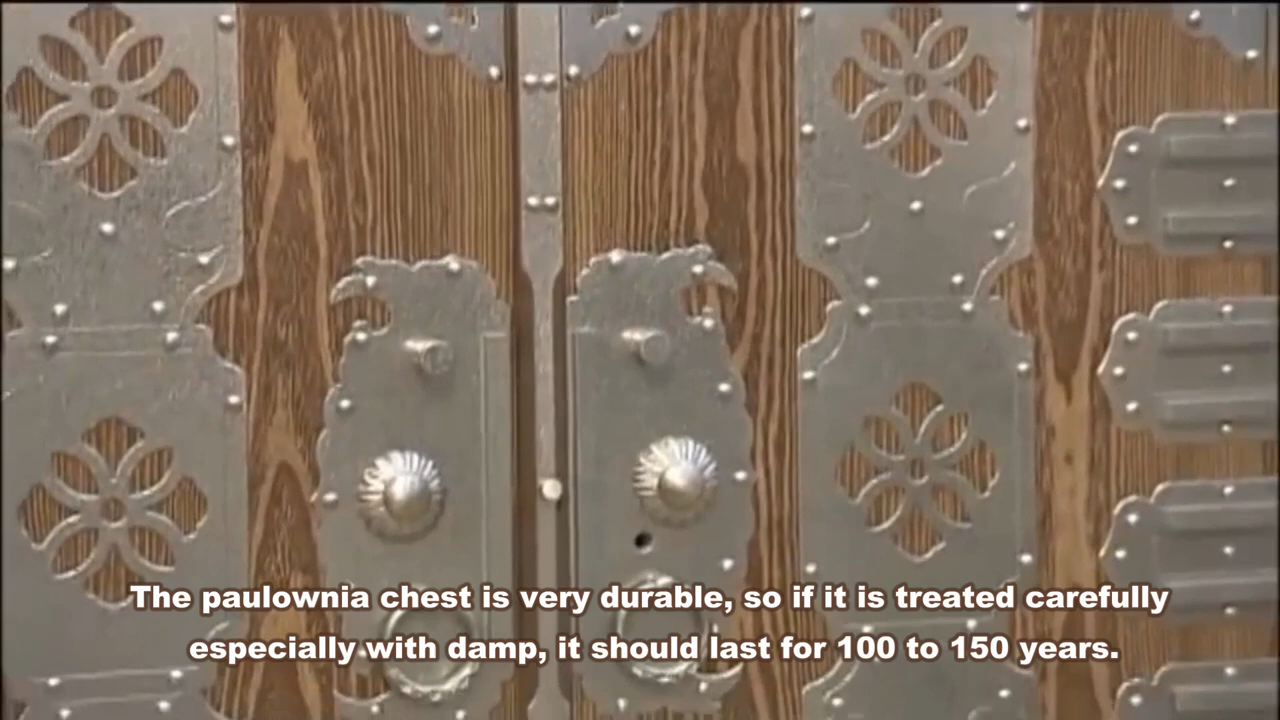 The paulownia chest is very durable, so if it is treated carefully
especially with damp, it should last for 100 to 150 years.